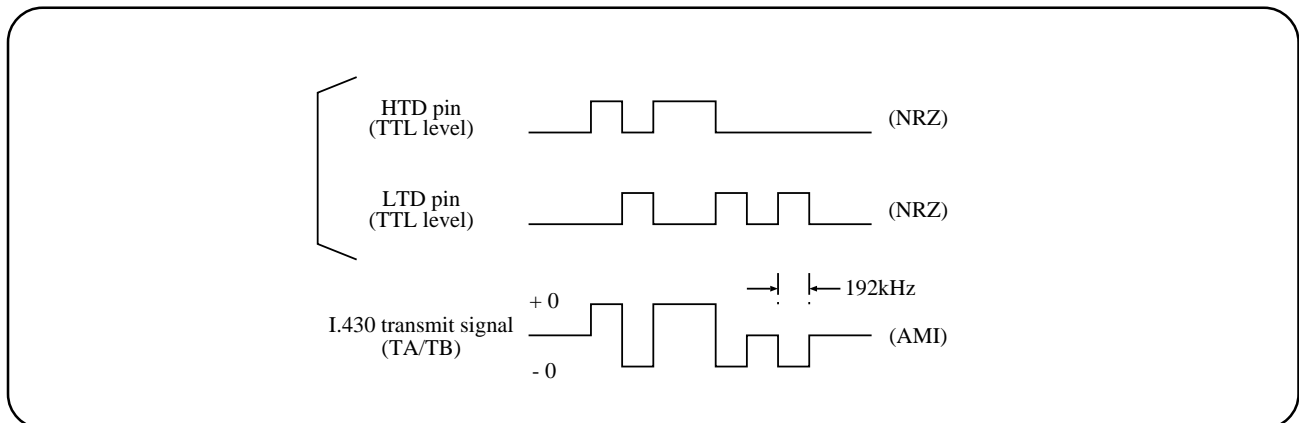 HTD pin
(TTL level)
(NRZ)
LTD pin
(TTL level)
(NRZ)
192kHz
+ 0
I.430 transmit signal
(TA/TB)
(AMI)
- 0